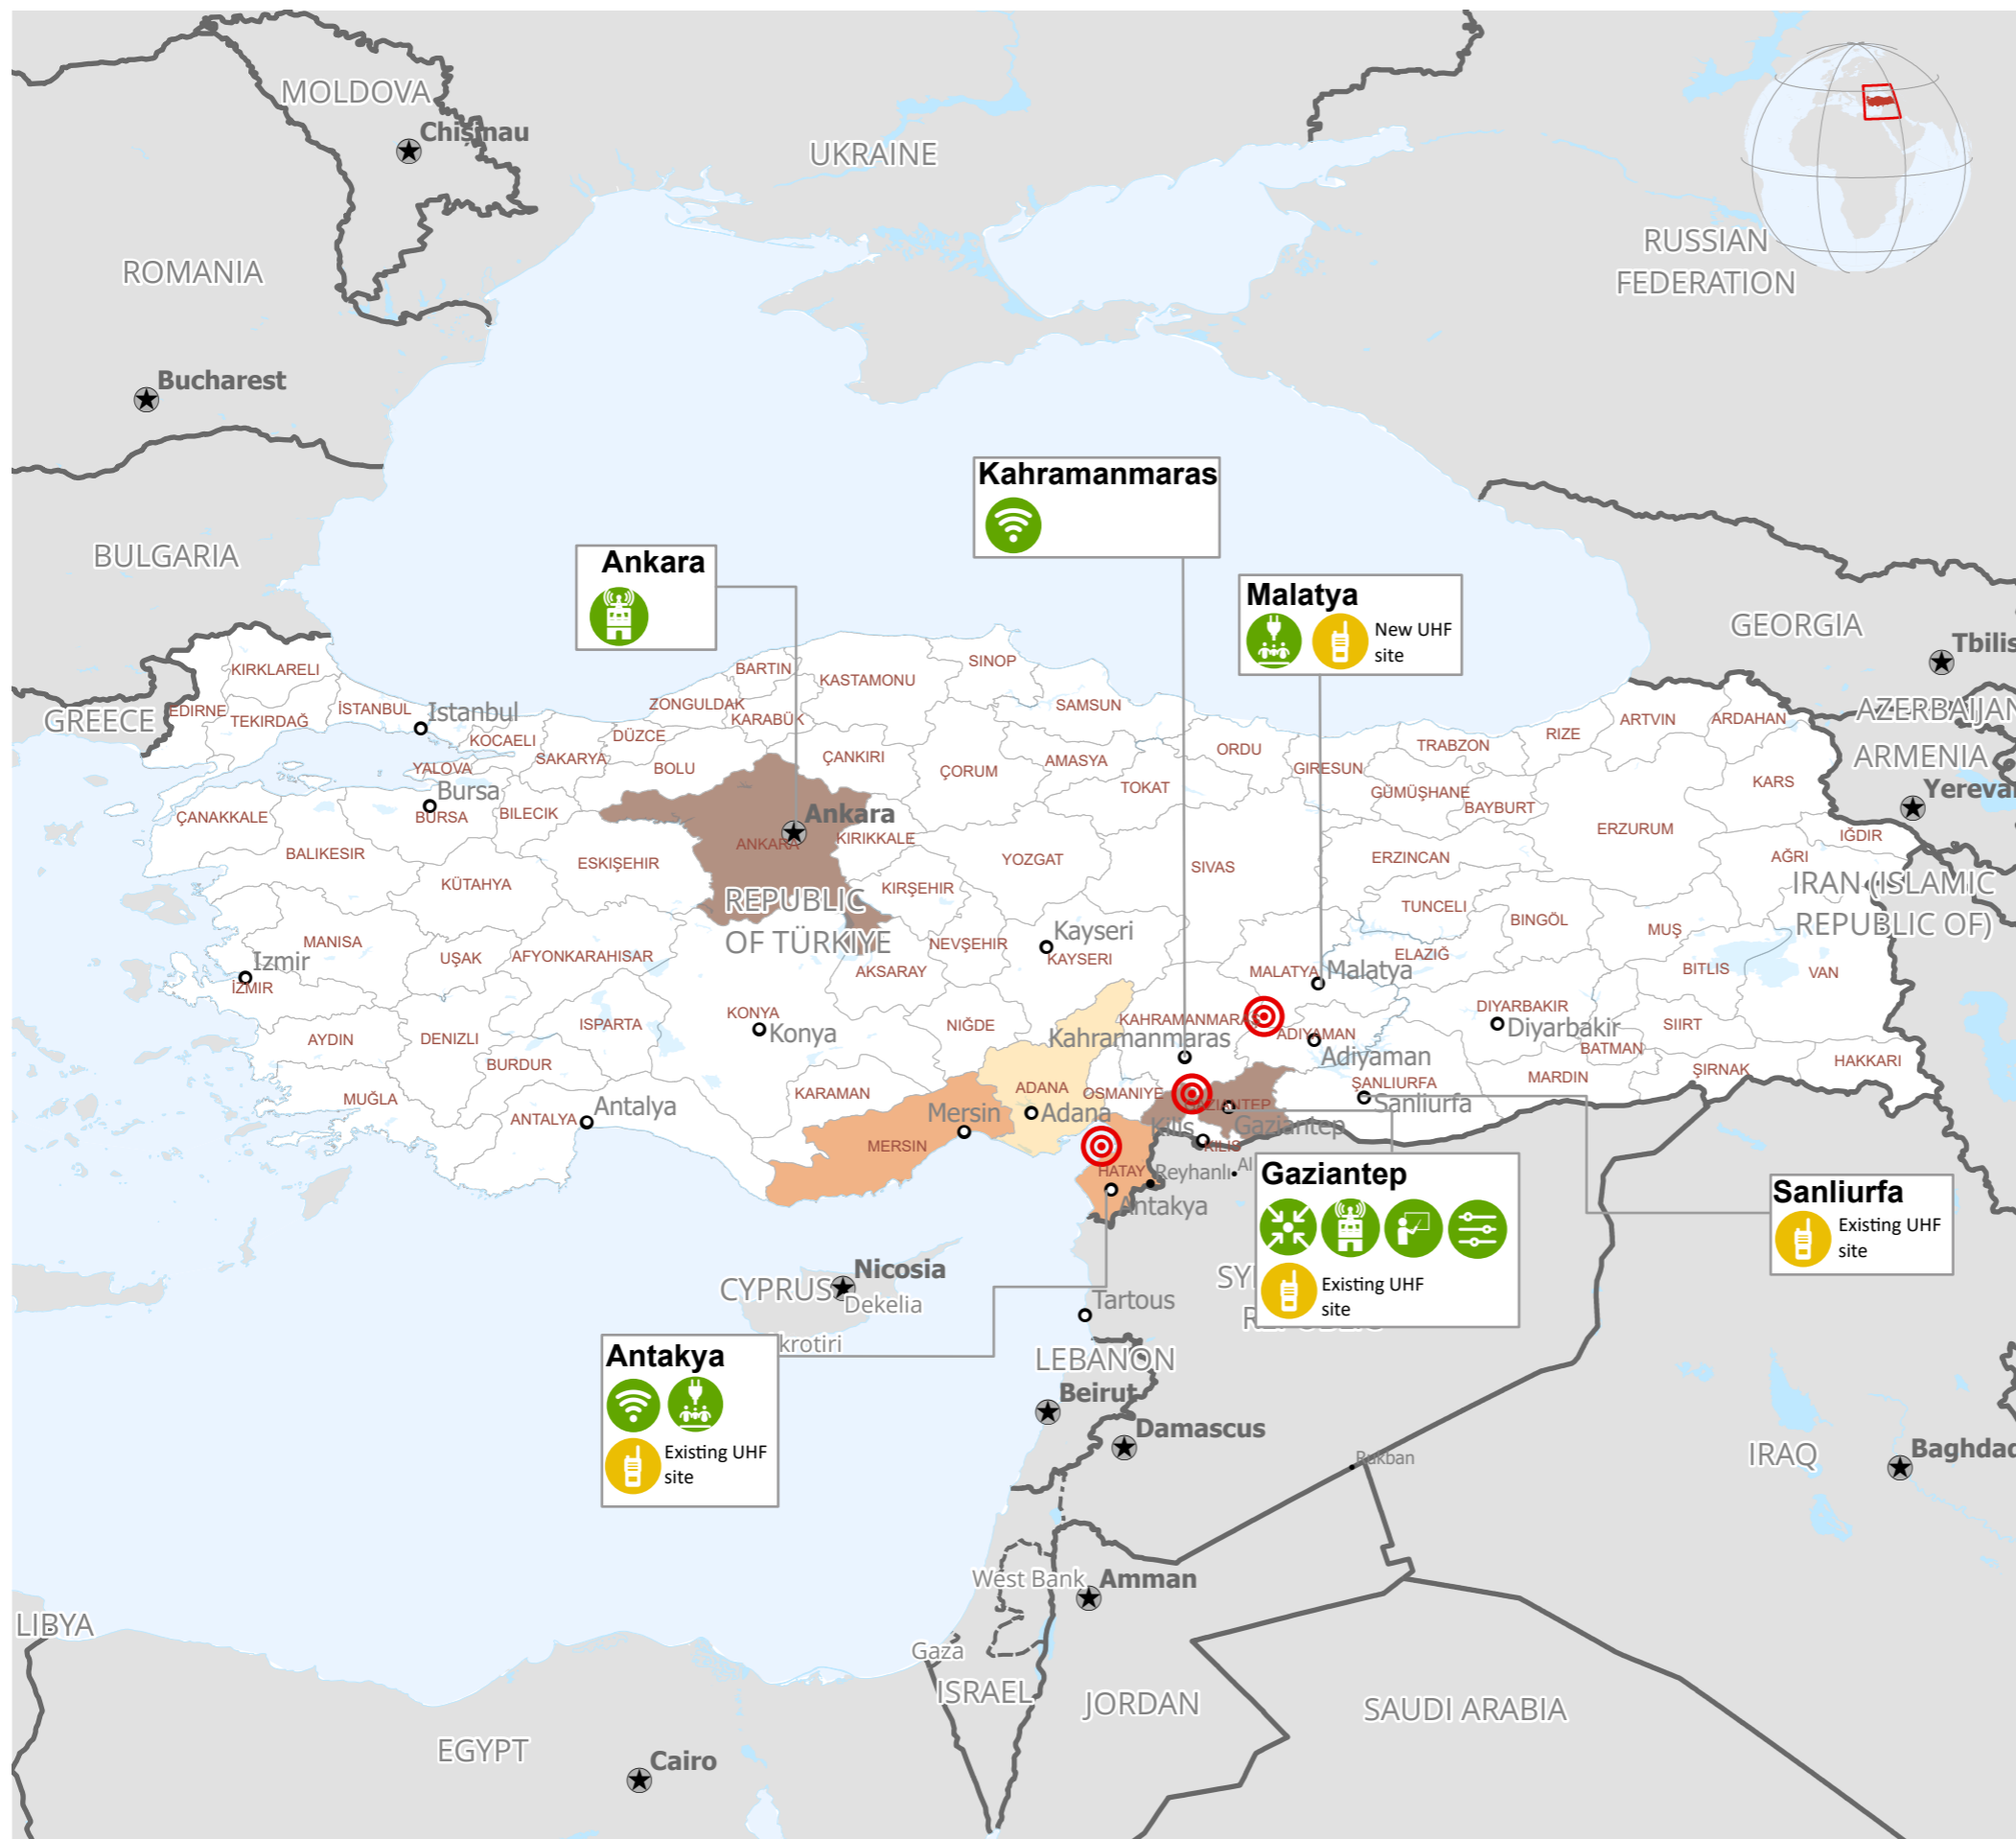 MOLDOVA
Chișinau
UKRAINE
ROMANIA
RUSSIAN
FEDERATION
Bucharest
BULGARIA
Kahramanmaras
Ankara
Malatya
New UHF
site
GEORGIA
Tbilis
GREECE
AZERBAIJAN
ARMENIA
Yerevan
KIRKLARELI
EDIRNE
TEKIRDAĞ
İSTANBUL
Istanbul
KOCAELI
YALOVA
SAKARYA
DÜZCE
BOLU
ZONGULDAK
BARTIN
KARABÜK
KASTAMONU
SINOP
ÇANKIRI
ÇORUM
SAMSUN
AMASYA
TOKAT
ORDU
GIRESUN
TRABZON
GÜMÜŞHANE
BAYBURT
RIZE
ARTVIN
ARDAHAN
KARS
IĞDIR
AĞRI
ERZURUM
ERZINCAN
ÇANAKKALE
Bursa
BURSA
BILECIK
BALIKESIR
KÜTAHYA
ESKIŞEHIR
Ankara
ANKARA
KIRIKKALE
YOZGAT
SIVAS
KIRŞEHIR
REPUBLIC
OF TÜRKIYE
IRAN (ISLAMIC
REPUBLIC OF)
TUNCELI
BINGÖL
MUŞ
BITLIS
VAN
MANISA
Izmir
İZMIR
UŞAK
AFYONKARAHISAR
NEVŞEHIR
AKSARAY
Kayseri
KAYSERI
MALATYA
Malatya
ELAZIĞ
DIYARBAKIR
Diyarbakir
SIIRT
BATMAN
HAKKARI
ŞIRNAK
MARDIN
AYDIN
DENIZLI
ISPARTA
BURDUR
MUĞLA
ANTALYA
Antalya
KONYA
Konya
NIĞDE
KARAMAN
KAHRAMANMARAŞ
Kahramanmaras
ADIYAMAN
Adiyaman
ŞANLIURFA
Sanliurfa
ADANA
Adana
OSMANIYE
Mersin
MERSIN
GAZIANTEP
Gaziantep
Kilis
KILIS
HATAY
Reyhanlı
Al
Antakya
Gaziantep
Existing UHF
site
Sanliurfa
Existing UHF
site
CYPRUS
Nicosia
Dekelia
krotiri
Tartous
Antakya
Existing UHF
site
LEBANON
Beirut
Damascus
Rukban
IRAQ
Baghdad
West Bank
Amman
LIBYA
Gaza
ISRAEL
JORDAN
SAUDI ARABIA
EGYPT
Cairo